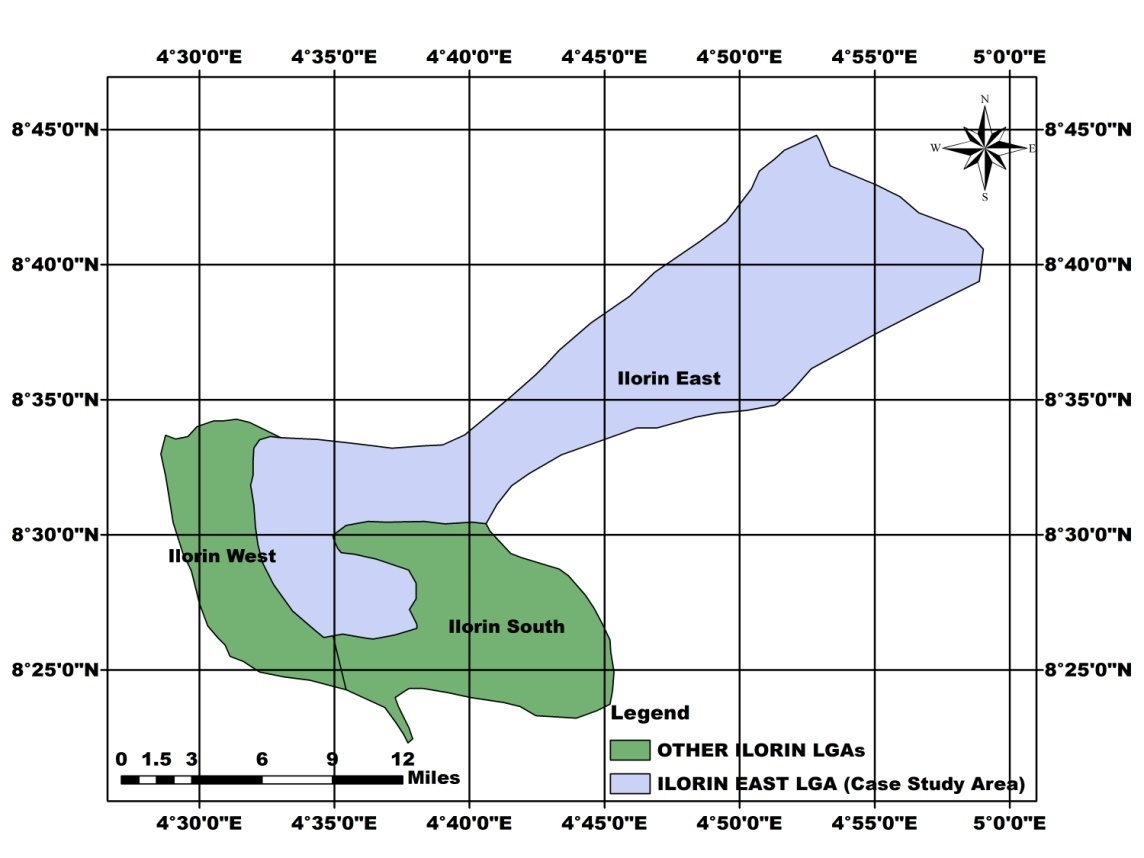 4°30'0"E 4°35'0"E 4°40'0"E 4°45'0"E 4°50'0"E 4°55'0"E 5°0'0"E
N
8°45'0"N 8°45'0"N
W E
S
8°40'0"N 8°40'0"N
Ilorin East
8°35'0"N 8°35'0"N
8°30'0"N 8°30'0"N
Ilorin West
Ilorin South
8°25'0"N 8°25'0"N
Legend
OTHER ILORIN LGAs
ILORIN EAST LGA (Case Study Area)
0 1.5 3 6 9 12
Miles
4°30'0"E 4°35'0"E 4°40'0"E 4°45'0"E 4°50'0"E 4°55'0"E 5°0'0"E